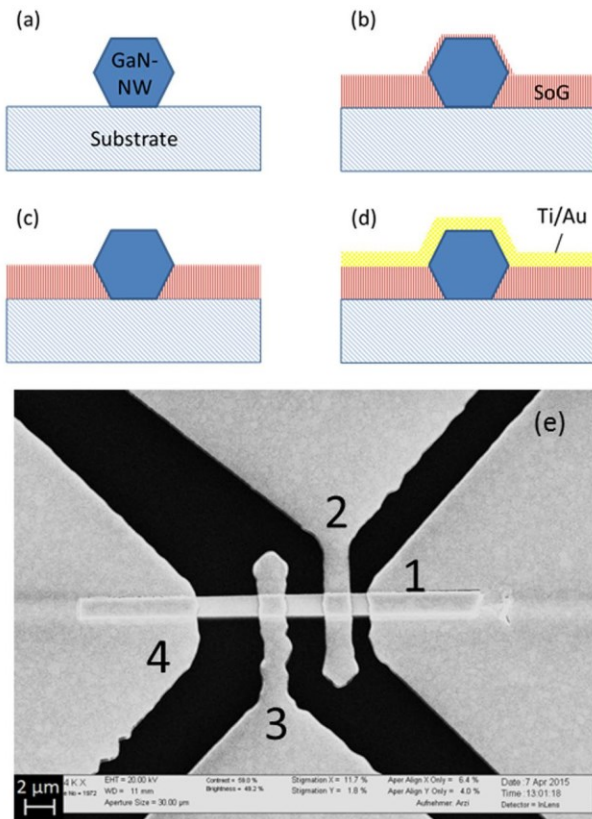 (a)
(b)
GaN-
NW
Substrate
SoG
(c)
(d)
Ti/Au
(e)
2
1
4
3
2 µm
4 K X
EHT = 20.00 kV
Contrast = 59.0 %
Stigmation X = 11.7 %
Aper Align X Only = 6.4 %
Date :7 Apr 2015
e No = 1972
WD = 11 mm
Brightness = 49.2 %
Stigmation Y = 1.8 %
Aper Align Y Only = 4.0 %
Time :13:01:18
Aperture Size = 30.00 µm
Aufnehmer: Arzi
Detector = InLens